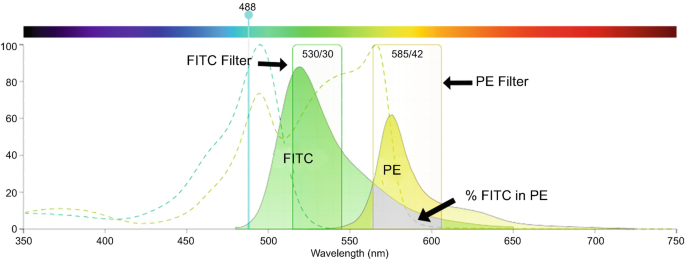 488
530/30
585/42
FITC Filter
PE Filter
FITC
PE
% FITC in PE
100
80
60
40
20
0
350 400 450 500 550 600 650 700 750
Wavelength (nm)